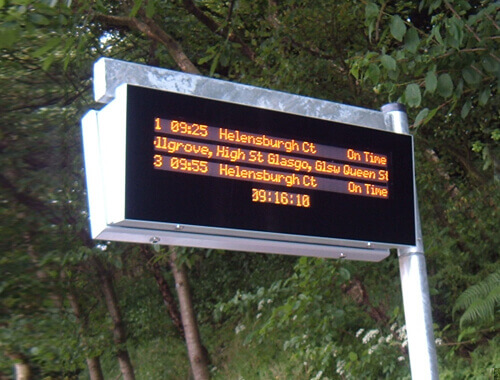 1 09:25 Helensburgh Ct On Time
llgrove, High St Glasgo, Glsw Queen St
3 09:55 Helensburgh Ct On Time
09:16:10